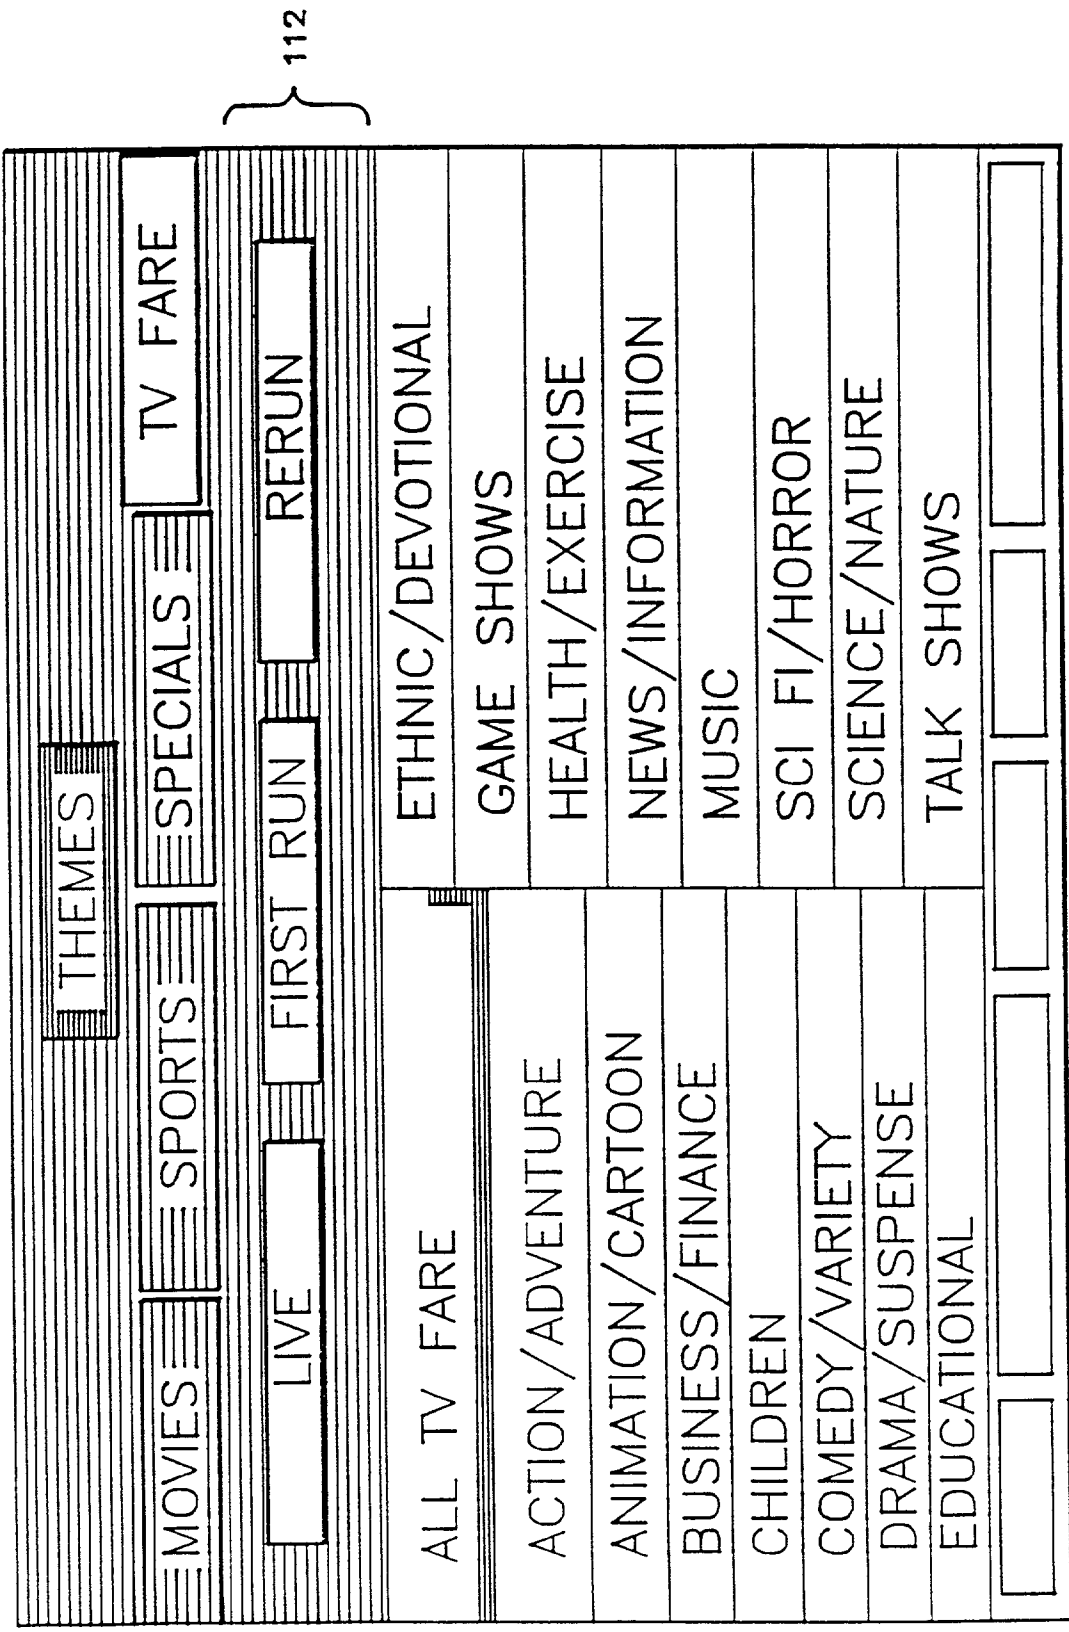 THEMES
MOVIES SPORTS SPECIALS TV FARE
LIVE FIRST RUN RERUN
112
ALL TV FARE
ACTION/ADVENTURE
ANIMATION/CARTOON
BUSINESS/FINANCE
CHILDREN
COMEDY/VARIETY
DRAMA/SUSPENSE
EDUCATIONAL
ETHNIC/DEVOTIONAL
GAME SHOWS
HEALTH/EXERCISE
NEWS/INFORMATION
MUSIC
SCI FI/HORROR
SCIENCE/NATURE
TALK SHOWS